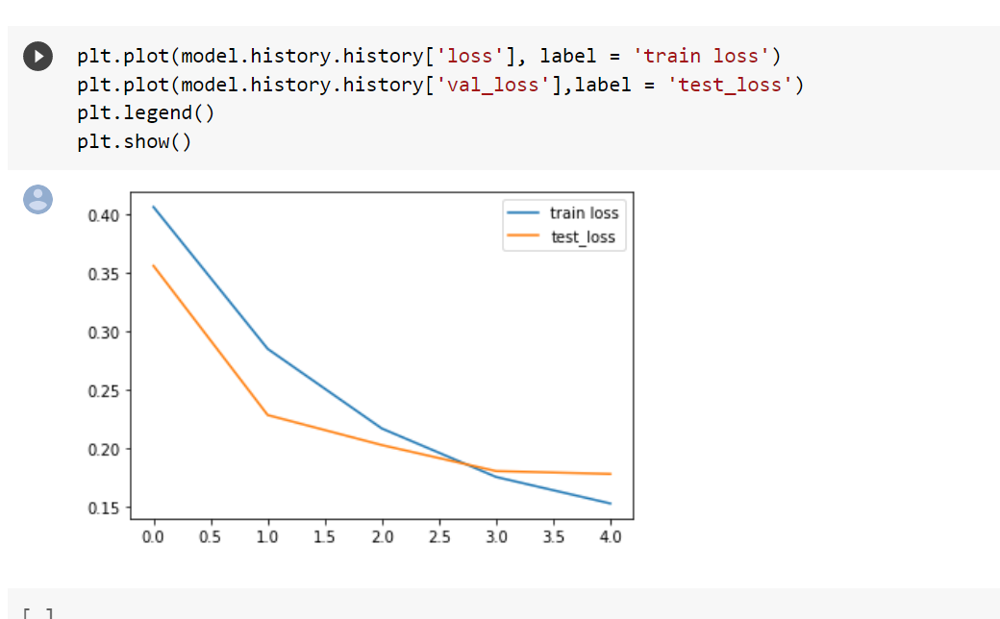 plt.plot(model.history.history['loss'], label = 'train loss')
plt.plot(model.history.history['val_loss'],label = 'test_loss')
plt.legend()
plt.show()
train loss
test_loss
0.40
0.35
0.30
0.25
0.20
0.15
0.0 0.5 1.0 1.5 2.0 2.5 3.0 3.5 4.0
[ ]